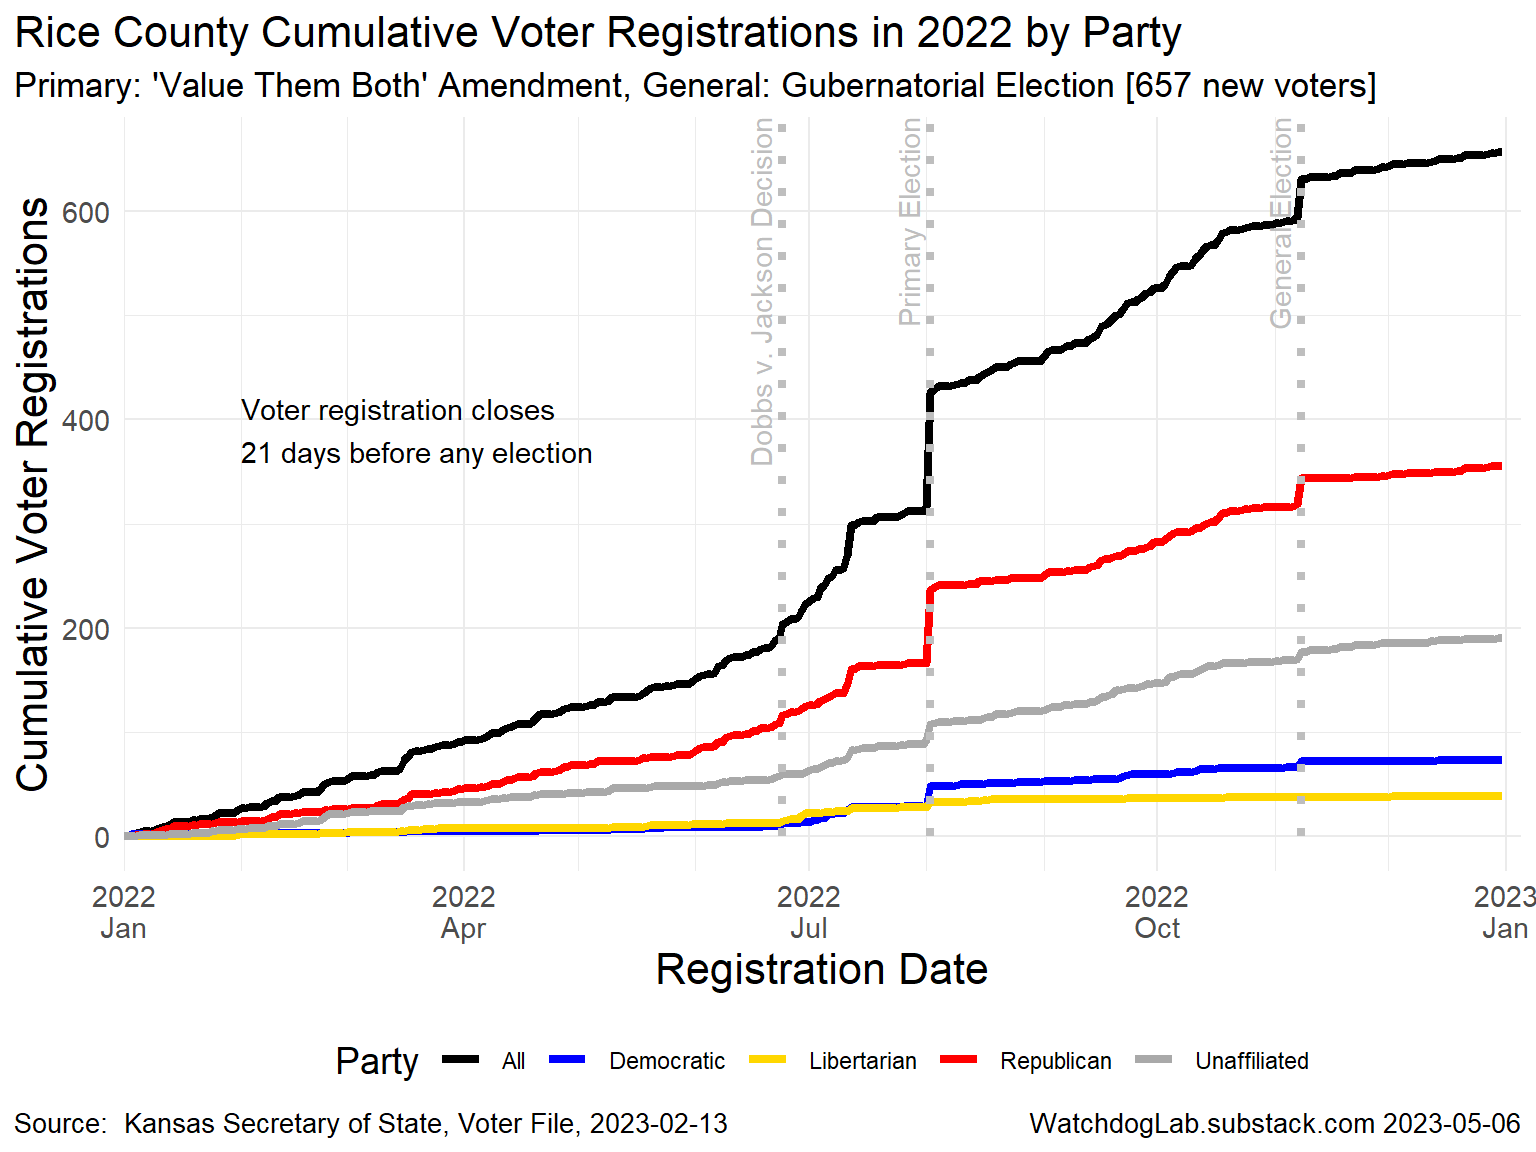 Rice County Cumulative Voter Registrations in 2022 by Party
Primary: 'Value Them Both' Amendment, General: Gubernatorial Election [657 new voters]
Cumulative Voter Registrations
600
400
200
0
Dobbs v. Jackson Decision
Primary Election
General Election
Voter registration closes
21 days before any election
2022
Jan
2022
Apr
2022
Jul
2022
Oct
2023
Jan
Registration Date
Party All Democratic Libertarian Republican Unaffiliated
Source:  Kansas Secretary of State, Voter File, 2023-02-13
WatchdogLab.substack.com 2023-05-06